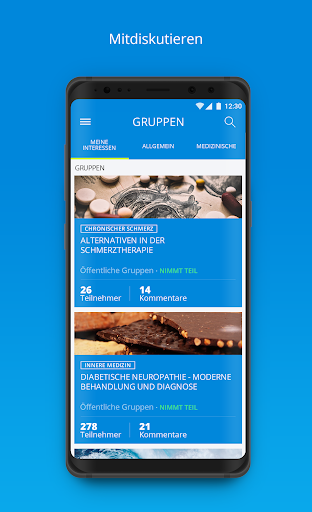 Mitdiskutieren
12:30
GRUPPEN
MEINE
INTERESSEN
ALLGEMEIN
MEDIZINISCHE
GRUPPEN
CHRONISCHER SCHMERZ
ALTERNATIVEN IN DER
SCHMERZTHERAPIE
Öffentliche Gruppen · NIMMT TEIL
26
Teilnehmer
14
Kommentare
INNERE MEDIZIN
DIABETISCHE NEUROPATHIE - MODERNE
BEHANDLUNG UND DIAGNOSE
Öffentliche Gruppen · NIMMT TEIL
278
Teilnehmer
21
Kommentare